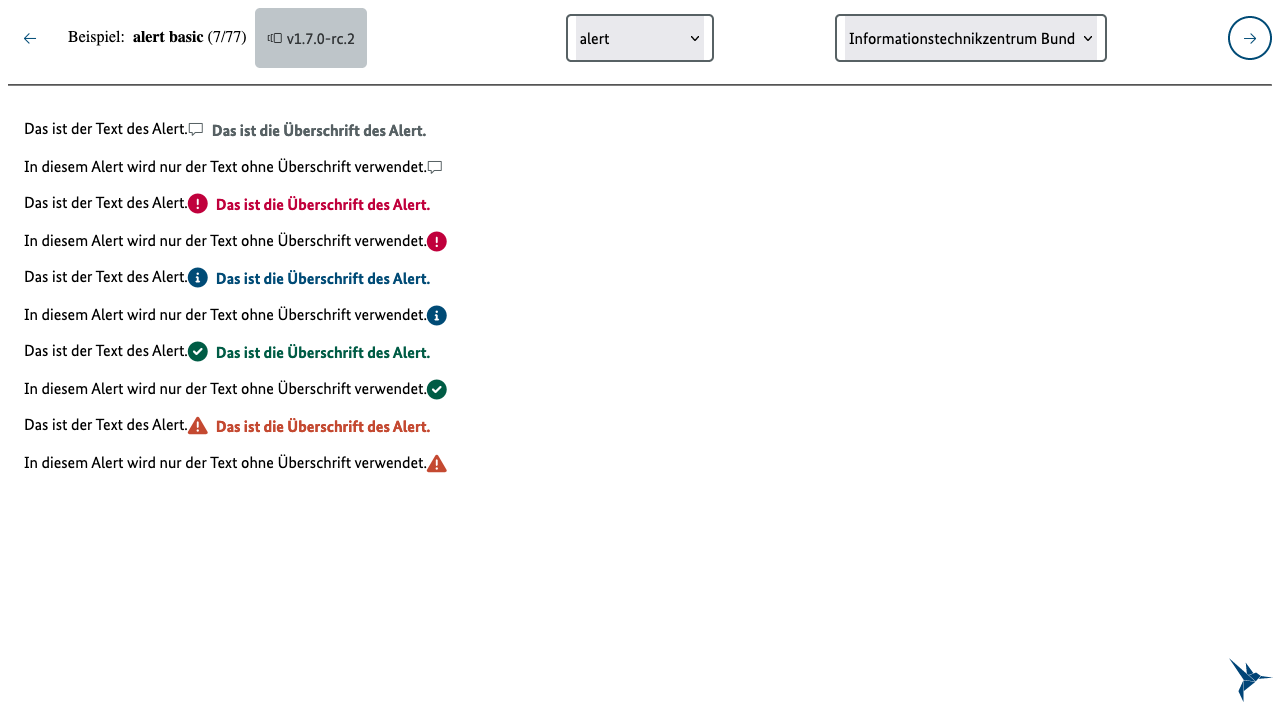 Beispiel: alert basic (7/77) v1.7.0-rc.2 alert Informationstechnikzentrum Bund
Das ist der Text des Alert. Das ist die Überschrift des Alert.
In diesem Alert wird nur der Text ohne Überschrift verwendet.
Das ist der Text des Alert. Das ist die Überschrift des Alert.
In diesem Alert wird nur der Text ohne Überschrift verwendet.
Das ist der Text des Alert. Das ist die Überschrift des Alert.
In diesem Alert wird nur der Text ohne Überschrift verwendet.
Das ist der Text des Alert. Das ist die Überschrift des Alert.
In diesem Alert wird nur der Text ohne Überschrift verwendet.
Das ist der Text des Alert. Das ist die Überschrift des Alert.
In diesem Alert wird nur der Text ohne Überschrift verwendet.